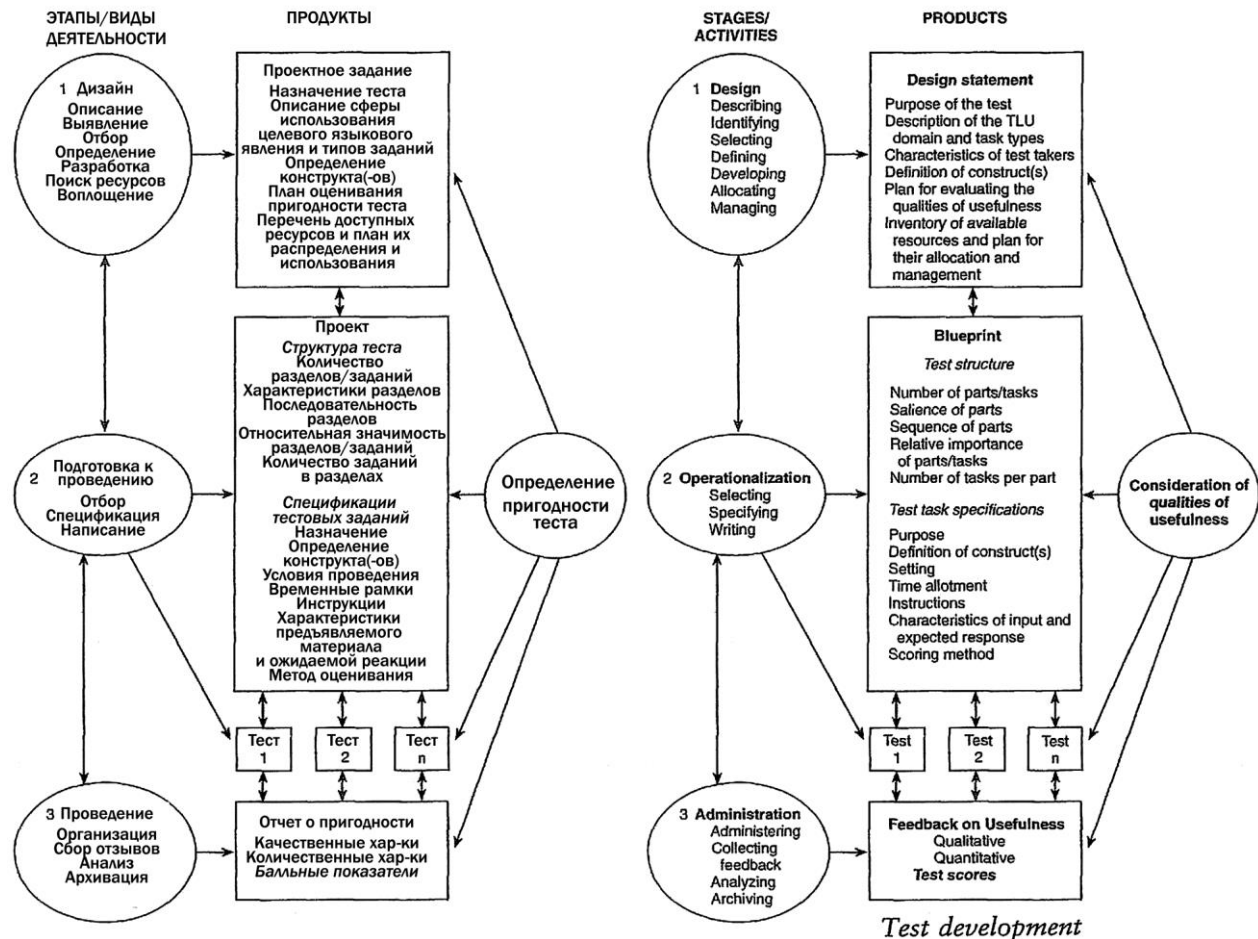 ЭТАПЫ/ВИДЫ
ДЕЯТЕЛЬНОСТИ
ПРОДУКТЫ
1 Дизайн
Описание
Выявление
Отбор
Определение
Разработка
Поиск ресурсов
Воплощение
Проектное задание
Назначение теста
Описание сферы
использования
целевого языкового
явления и типов заданий
Определение
конструкта(-ов)
План оценивания
пригодности теста
Перечень доступных
ресурсов и план их
распределения и
использования
2 Подготовка к
проведению
Отбор
Спецификация
Написание
Проект
Структура теста
Количество
разделов/заданий
Характеристики разделов
Последовательность
разделов
Относительная значимость
разделов/заданий
Количество заданий
в разделах
Спецификации
тестовых заданий
Назначение
Определение
конструкта(-ов)
Условия проведения
Временные рамки
Инструкции
Характеристики
предъявляемого
материала
и ожидаемой реакции
Метод оценивания
Определение
пригодности
теста
Тест
1
Тест
2
Тест
n
3 Проведение
Организация
Сбор отзывов
Анализ
Архивация
Отчет о пригодности
Качественные хар-ки
Количественные хар-ки
Балльные показатели
STAGES/
ACTIVITIES
PRODUCTS
1 Design
Describing
Identifying
Selecting
Defining
Developing
Allocating
Managing
Design statement
Purpose of the test
Description of the TLU
domain and task types
Characteristics of test takers
Definition of construct(s)
Plan for evaluating the
qualities of usefulness
Inventory of available
resources and plan for
their allocation and
management
2 Operationalization
Selecting
Specifying
Writing
Blueprint
Test structure
Number of parts/tasks
Salience of parts
Sequence of parts
Relative importance
of parts/tasks
Number of tasks per part
Test task specifications
Purpose
Definition of construct(s)
Setting
Time allotment
Instructions
Characteristics of input and
expected response
Scoring method
Consideration of
qualities of
usefulness
Test
1
Test
2
Test
n
3 Administration
Administering
Collecting
feedback
Analyzing
Archiving
Feedback on Usefulness
Qualitative
Quantitative
Test scores
Test development